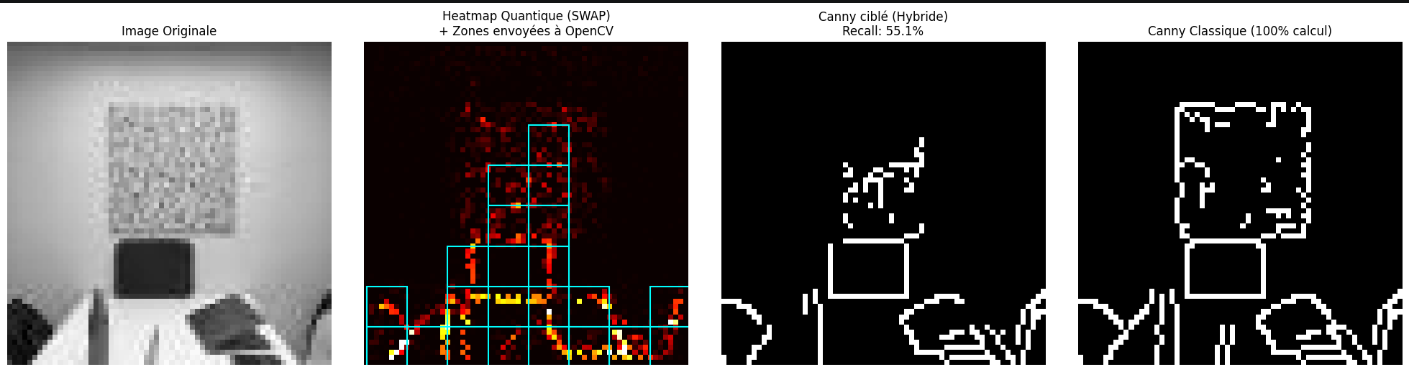 Image Originale
Heatmap Quantique (SWAP)
+ Zones envoyées à OpenCV
Canny ciblé (Hybride)
Recall: 55.1%
Canny Classique (100% calcul)